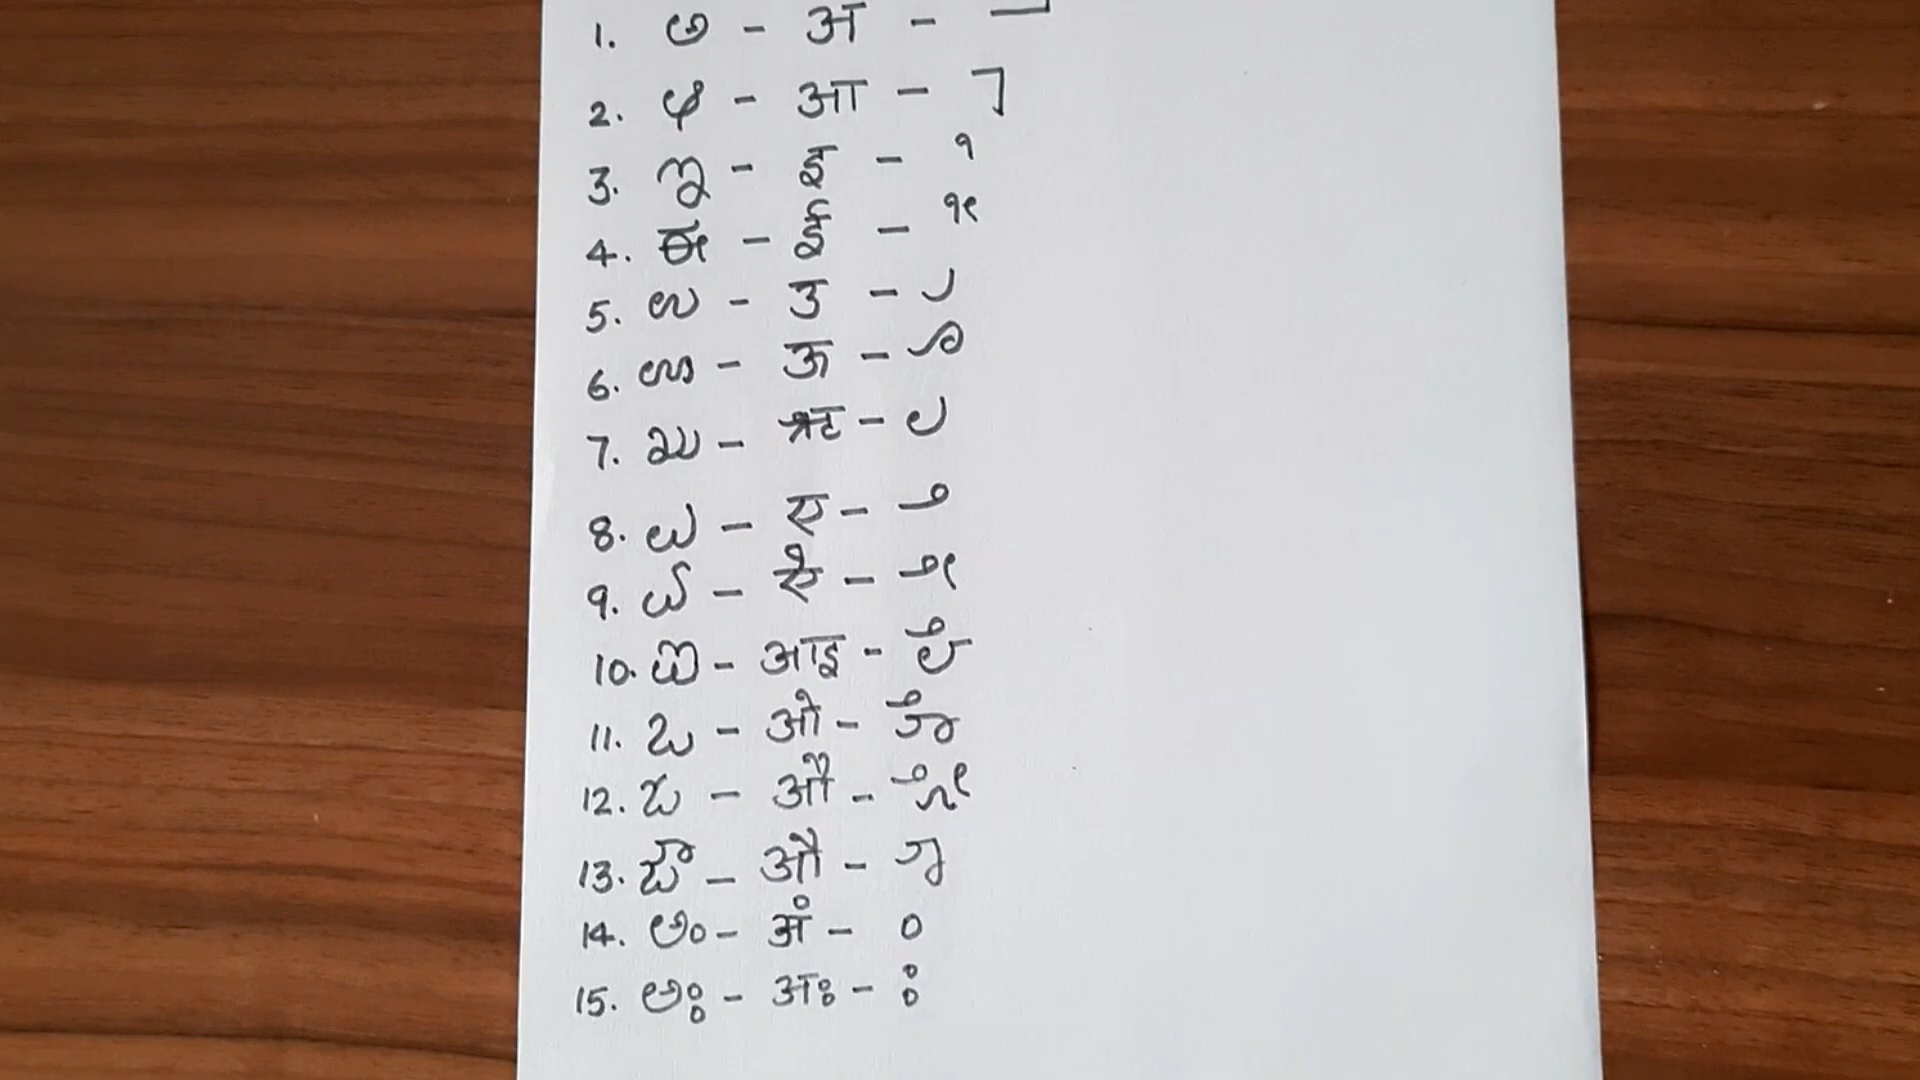 1. ಅ - अ - ಽ
2. ಆ - आ - ಾ
3. ಇ - इ - ಿ
4. ಈ - ई - ೀ
5. ಉ - उ - ು
6. ಊ - ऊ - ೂ
7. ಋ - ऋ - ೃ
8. ಎ - ए - ೆ
9. ಏ - ऐ - ೇ
10. ಐ - आइ - ೈ
11. ಒ - ओ - ೊ
12. ಓ - औ - ೋ
13. ಔ - औ - ೌ
14. ಅಂ - अं - ಂ
15. ಅಃ - अः - ಃ